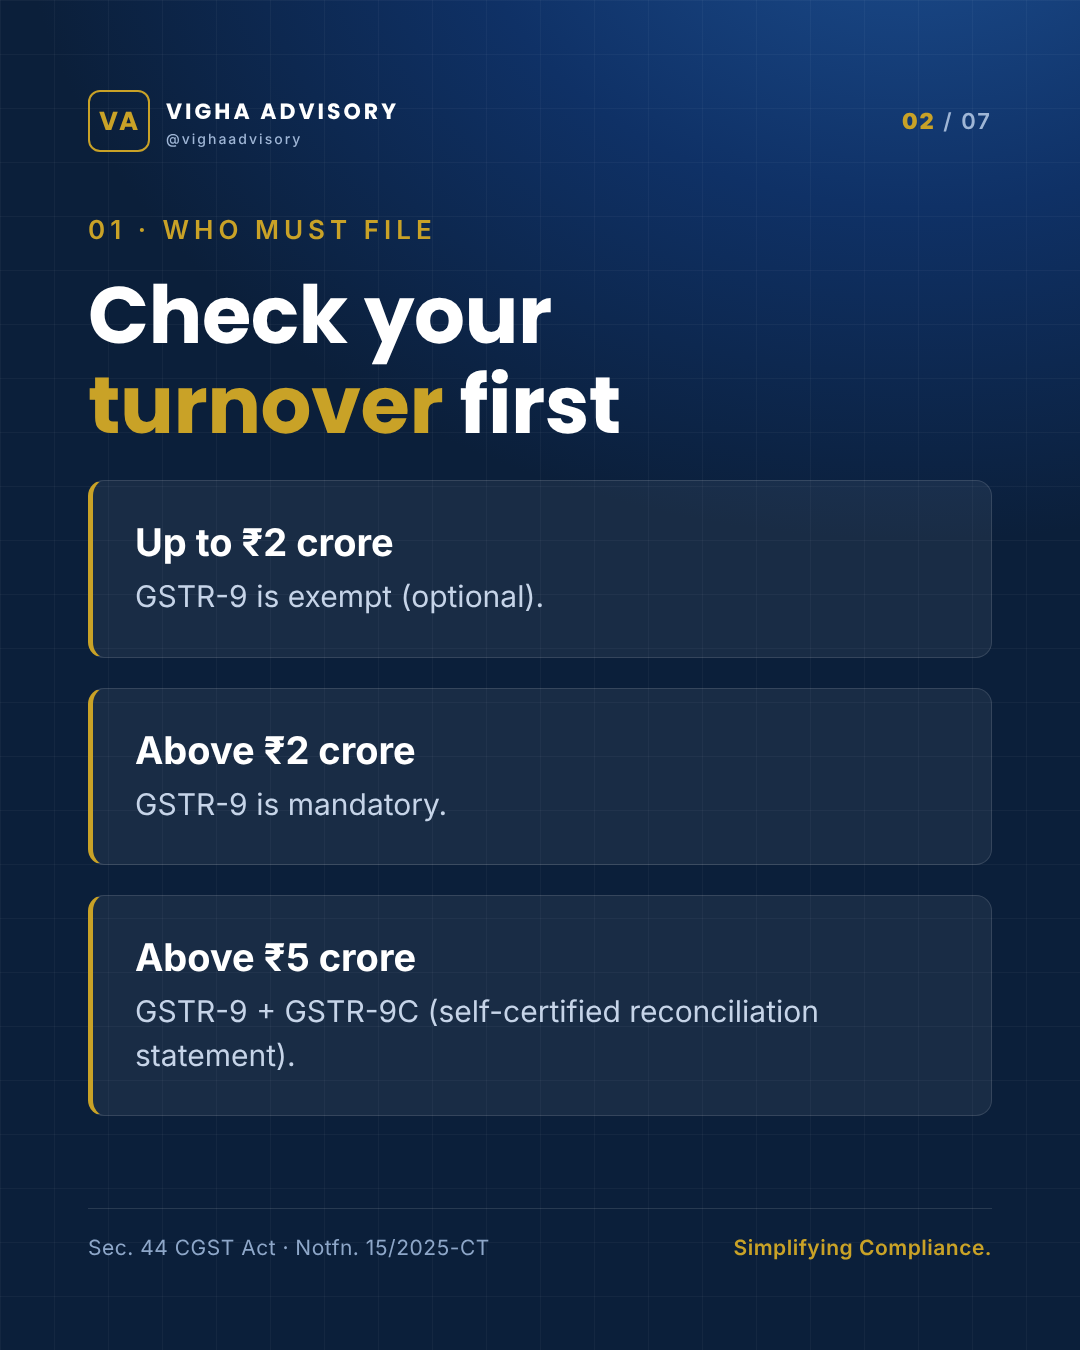 VA
VIGHA ADVISORY
@vighaadvisory
02 / 07
01 · WHO MUST FILE
Check your
turnover first
Up to ₹2 crore
GSTR-9 is exempt (optional).
Above ₹2 crore
GSTR-9 is mandatory.
Above ₹5 crore
GSTR-9 + GSTR-9C (self-certified reconciliation
statement).
Sec. 44 CGST Act · Notfn. 15/2025-CT
Simplifying Compliance.